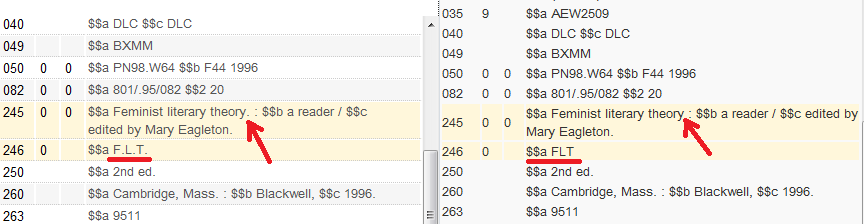 040 $$a DLC $$c DLC
049 $$a BXMM
050 0 0 $$a PN98.W64 $$b F44 1996
082 0 0 $$a 801/.95/082 $$2 20
245 0 0 $$a Feminist literary theory. : $$b a reader / $$c
edited by Mary Eagleton.
246 0 $$a F.L.T.
250 $$a 2nd ed.
260 $$a Cambridge, Mass. : $$b Blackwell, $$c 1996.
263 $$a 9511
035 9 $$a AEW2509
040 $$a DLC $$c DLC
049 $$a BXMM
050 0 0 $$a PN98.W64 $$b F44 1996
082 0 0 $$a 801/.95/082 $$2 20
245 0 0 $$a Feminist literary theory : $$b a reader / $$c edited by
Mary Eagleton.
246 0 $$a FLT
250 $$a 2nd ed.
260 $$a Cambridge, Mass. : $$b Blackwell, $$c 1996.
263 $$a 9511